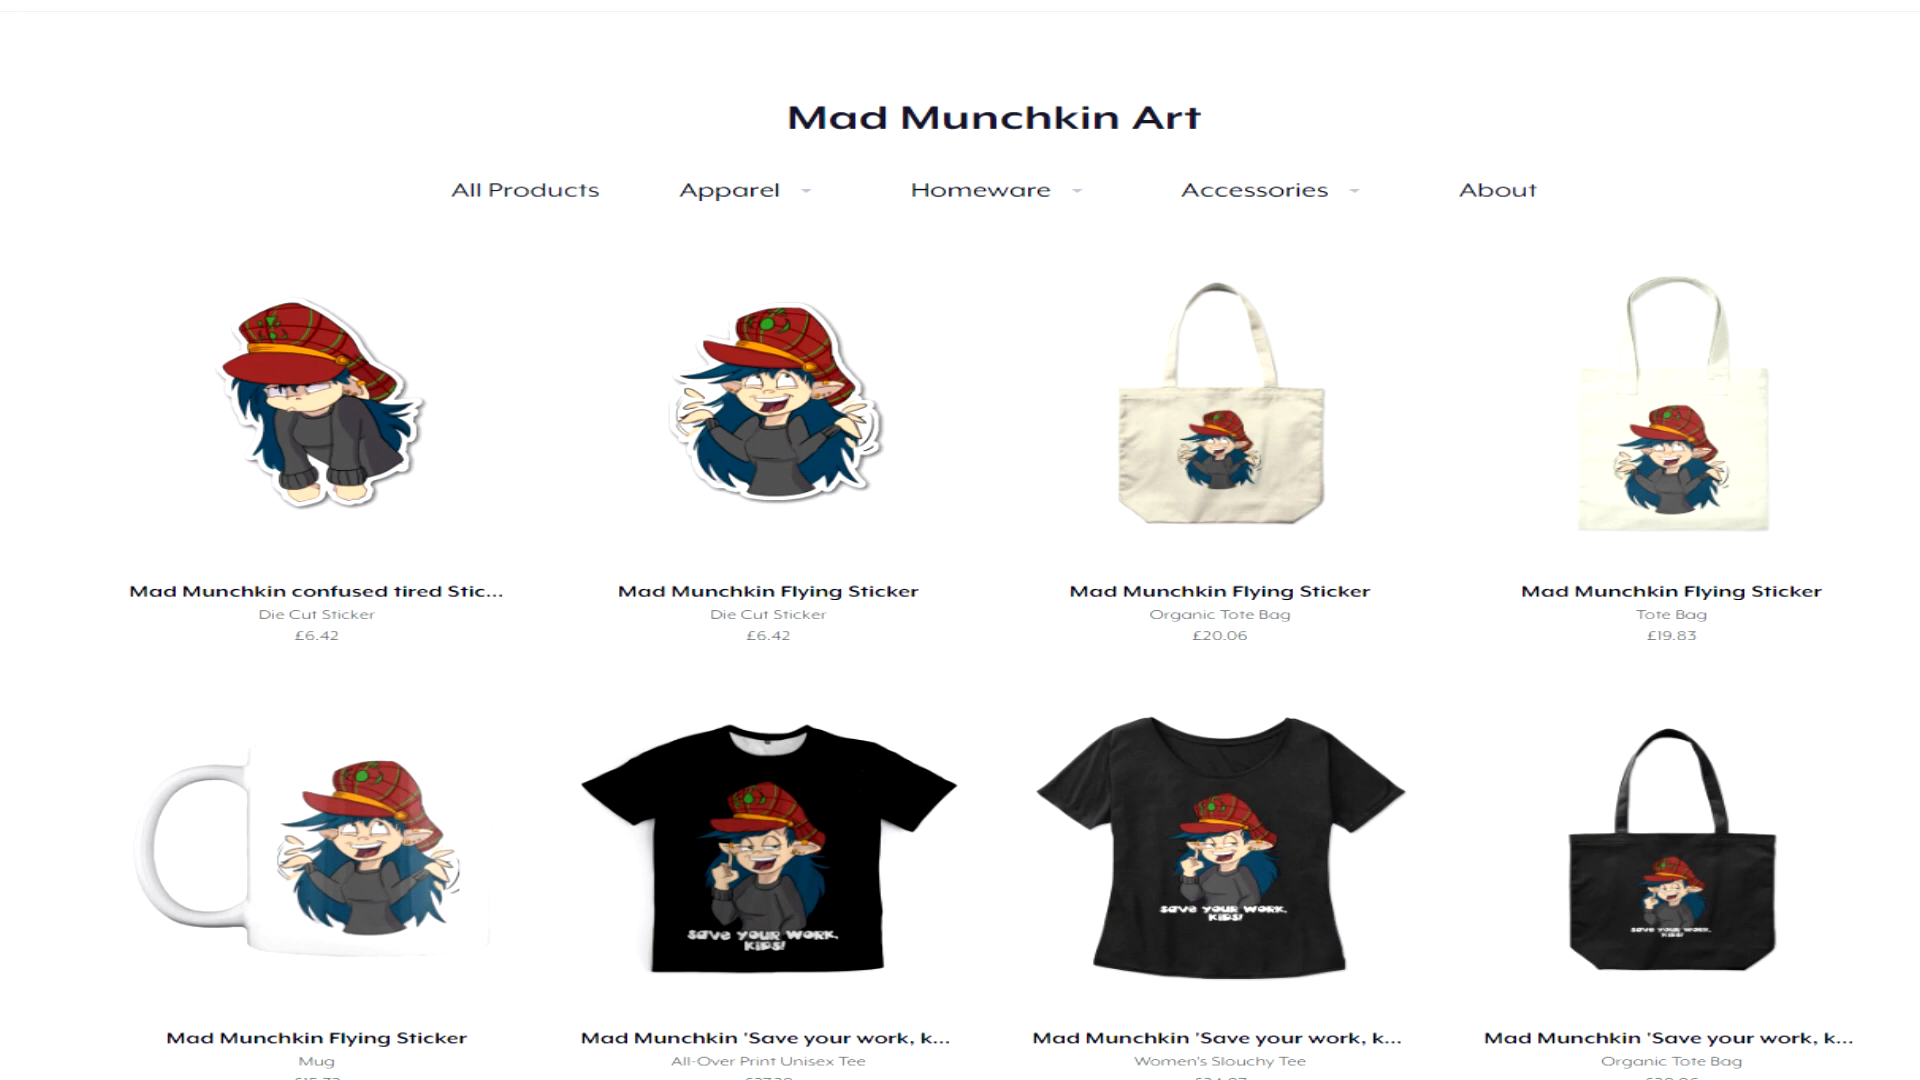 Mad Munchkin Art
All Products Apparel Homeware Accessories About
Mad Munchkin confused tired Stic...
Die Cut Sticker
£6.42
Mad Munchkin Flying Sticker
Die Cut Sticker
£6.42
Mad Munchkin Flying Sticker
Organic Tote Bag
£20.06
Mad Munchkin Flying Sticker
Tote Bag
£19.83
SAVE YOUR WORK,
KIDS!
SAVE YOUR WORK,
KIDS!
SAVE YOUR WORK,
KIDS!
Mad Munchkin Flying Sticker
Mug
Mad Munchkin 'Save your work, k...
All-Over Print Unisex Tee
Mad Munchkin 'Save your work, k...
Women's Slouchy Tee
Mad Munchkin 'Save your work, k...
Organic Tote Bag